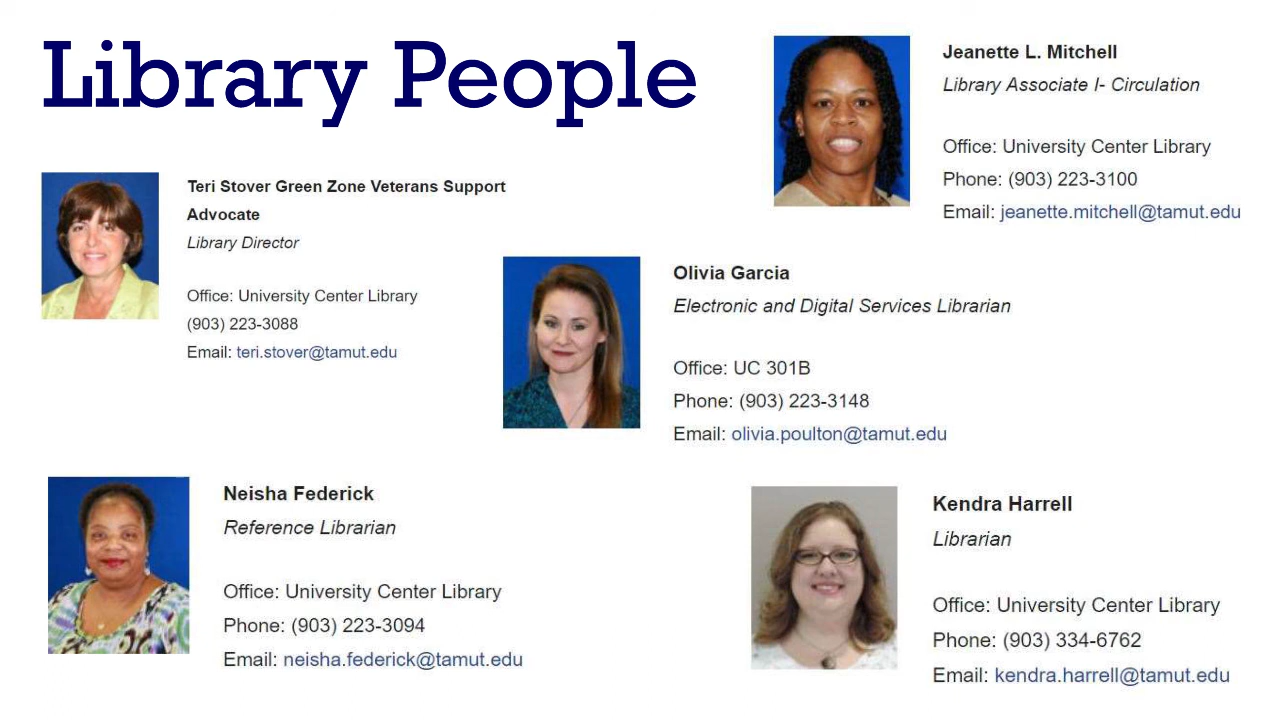 Library People
Jeanette L. Mitchell
Library Associate I- Circulation
Office: University Center Library
Phone: (903) 223-3100
Email: jeanette.mitchell@tamut.edu
Teri Stover Green Zone Veterans Support
Advocate
Library Director
Office: University Center Library
(903) 223-3088
Email: teri.stover@tamut.edu
Olivia Garcia
Electronic and Digital Services Librarian
Office: UC 301B
Phone: (903) 223-3148
Email: olivia.poulton@tamut.edu
Neisha Federick
Reference Librarian
Office: University Center Library
Phone: (903) 223-3094
Email: neisha.federick@tamut.edu
Kendra Harrell
Librarian
Office: University Center Library
Phone: (903) 334-6762
Email: kendra.harrell@tamut.edu